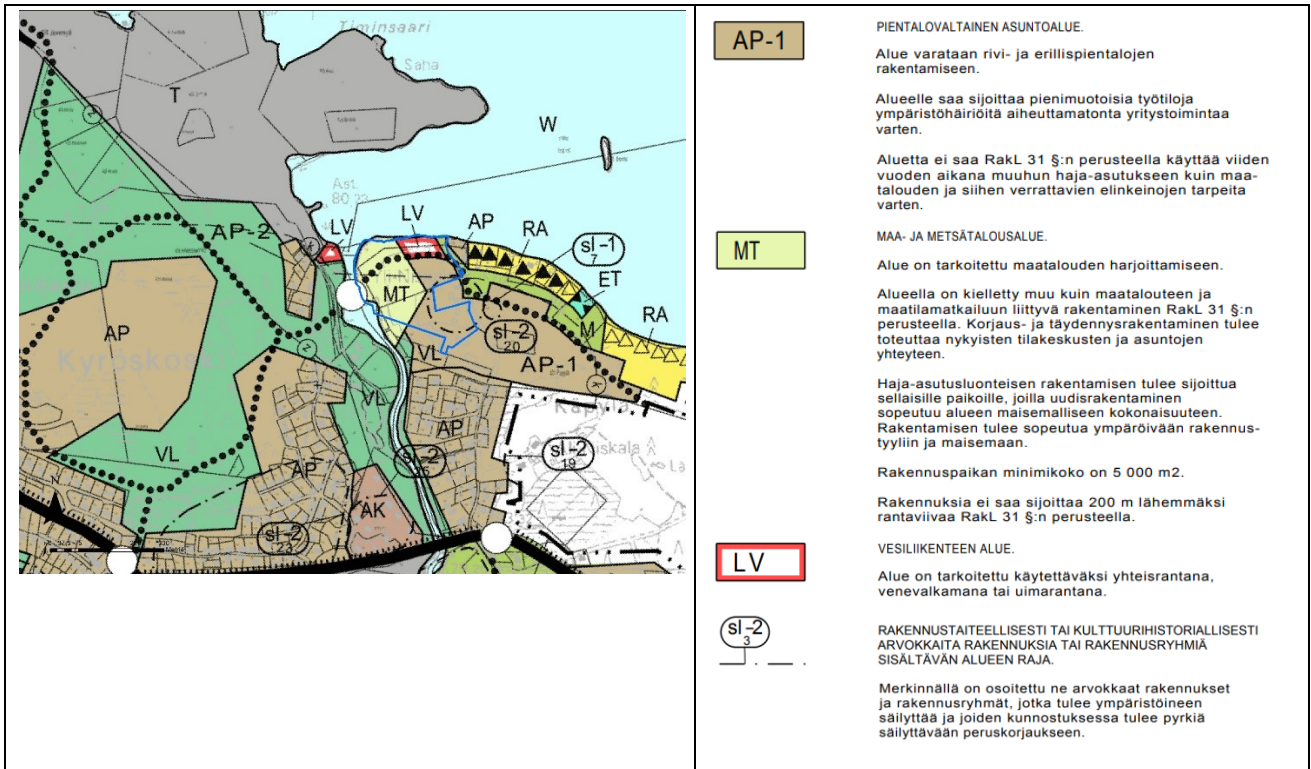 Timinsaari
Saha
T
W
Ast.
80.22
LV
LV
AP
RA
sl-1
7
AP-2
ET
MT
M
RA
sl-2
20
AP
VL
AP-1
Kyröskoski
VL
Käpylä
AP
sl-2
19
kuskala
VL
AP
sl-2
AK
sl-2
23
N
AP-1
PIENTALOVALTAINEN ASUNTOALUE.
Alue varataan rivi- ja erillispientalojen
rakentamiseen.
Alueelle saa sijoittaa pienimuotoisia työtiloja
ympäristöhäiriöitä aiheuttamatonta yritystoimintaa
varten.
Aluetta ei saa RakL 31 §:n perusteella käyttää viiden
vuoden aikana muuhun haja-asutukseen kuin maa-
talouden ja siihen verrattavien elinkeinojen tarpeita
varten.
MT
MAA- JA METSÄTALOUSALUE.
Alue on tarkoitettu maatalouden harjoittamiseen.
Alueella on kielletty muu kuin maatalouteen ja
maatilamatkailuun liittyvä rakentaminen RakL 31 §:n
perusteella. Korjaus- ja täydennysrakentaminen tulee
toteuttaa nykyisten tilakeskusten ja asuntojen
yhteyteen.
Haja-asutusluonteisen rakentamisen tulee sijoittua
sellaisille paikoille, joilla uudisrakentaminen
sopeutuu alueen maisemalliseen kokonaisuuteen.
Rakentamisen tulee sopeutua ympäröivään rakennus-
tyyliin ja maisemaan.
Rakennuspaikan minimikoko on 5 000 m2.
Rakennuksia ei saa sijoittaa 200 m lähemmäksi
rantaviivaa RakL 31 §:n perusteella.
LV
VESILIIKENTEEN ALUE.
Alue on tarkoitettu käytettäväksi yhteisrantana,
venevalkamana tai uimarantana.
sl-2
3
RAKENNUSTAITEELLISESTI TAI KULTTUURIHISTORIALLISESTI
ARVOKKAITA RAKENNUKSIA TAI RAKENNUSRYHMIÄ
SISÄLTÄVÄN ALUEEN RAJA.
Merkinnällä on osoitettu ne arvokkaat rakennukset
ja rakennusryhmät, jotka tulee ympäristöineen
säilyttää ja joiden kunnostuksessa tulee pyrkiä
säilyttävään peruskorjaukseen.